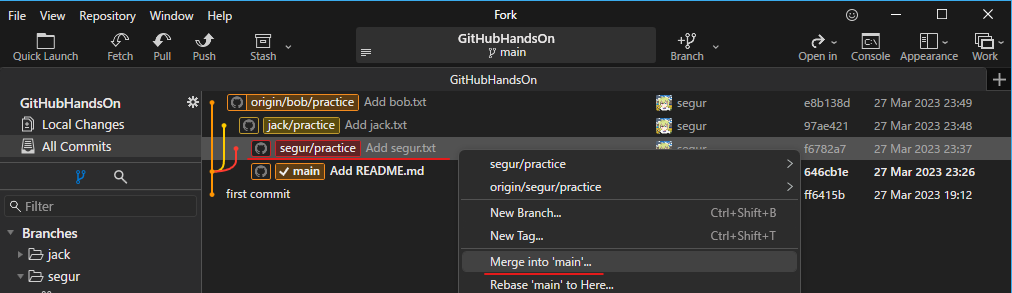 File View Repository Window Help Fork
Quick Launch Fetch Pull Push Stash GitHubHandsOn main Branch Open in Console Appearance Work
C:\
GitHubHandsOn
GitHubHandsOn
Local Changes
All Commits
Filter
Branches
jack
segur
origin/bob/practice Add bob.txt segur e8b138d 27 Mar 2023 23:49
jack/practice Add jack.txt segur 97ae421 27 Mar 2023 23:48
segur/practice Add segur.txt segur f6782a7 27 Mar 2023 23:37
main Add README.md 646cb1e 27 Mar 2023 23:26
first commit ff6415b 27 Mar 2023 19:12
segur/practice
origin/segur/practice
New Branch... Ctrl+Shift+B
New Tag... Ctrl+Shift+T
Merge into 'main'...
Rebase 'main' to Here...